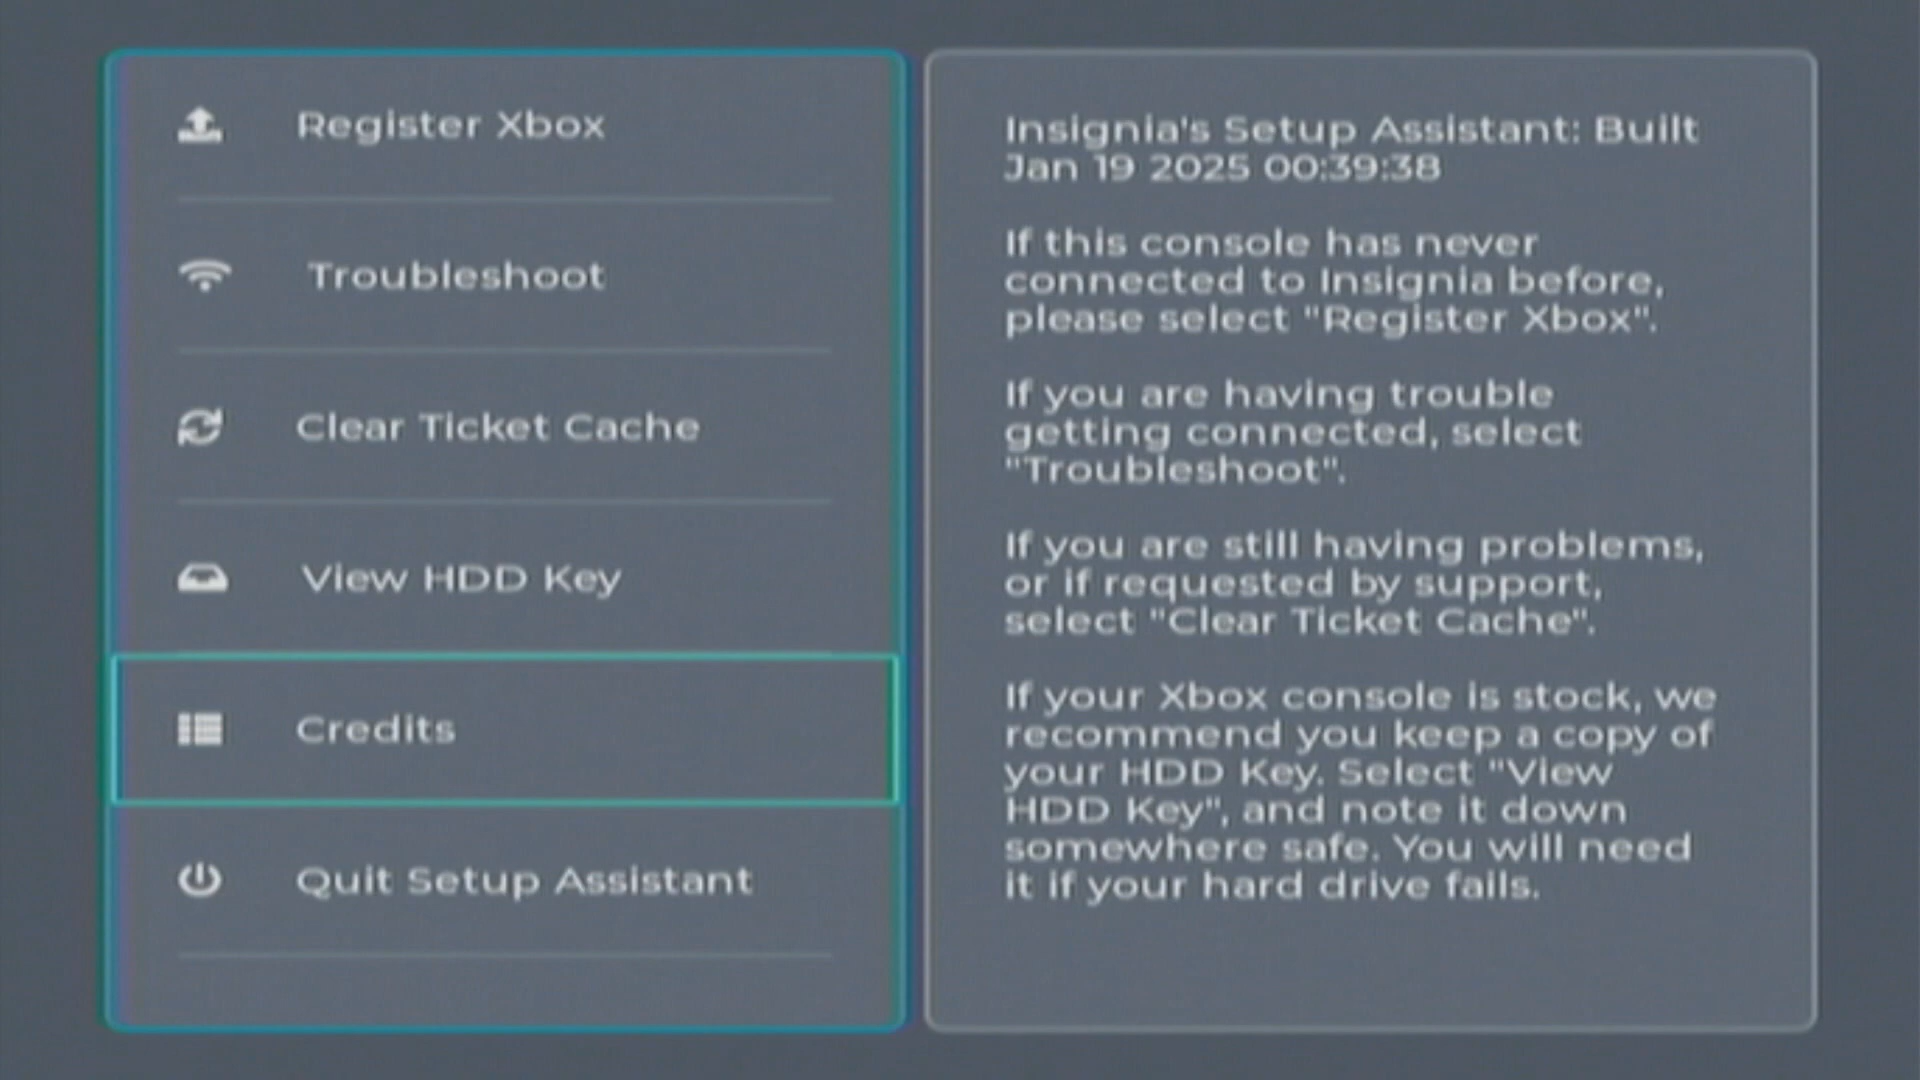 Register Xbox
Troubleshoot
Clear Ticket Cache
View HDD Key
Credits
Quit Setup Assistant
Insignia's Setup Assistant: Built
Jan 19 2025 00:39:38
If this console has never
connected to Insignia before,
please select "Register Xbox".
If you are having trouble
getting connected, select
"Troubleshoot".
If you are still having problems,
or if requested by support,
select "Clear Ticket Cache".
If your Xbox console is stock, we
recommend you keep a copy of
your HDD Key. Select "View
HDD Key", and note it down
somewhere safe. You will need
it if your hard drive fails.